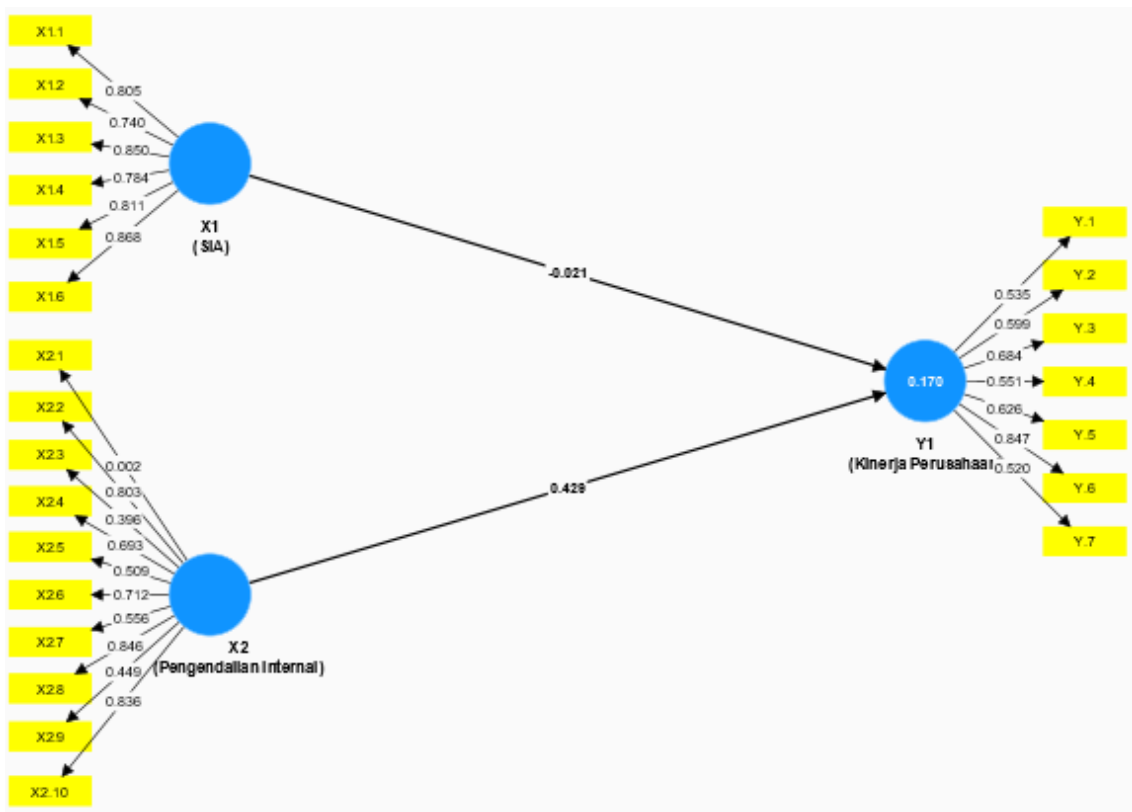 X1.1
X1.2
X1.3
X1.4
X1.5
X1.6
0.805
0.740
0.850
0.784
0.811
0.868
X1
(SIA)
-0.021
X2.1
X2.2
X2.3
X2.4
X2.5
X2.6
X2.7
X2.8
X2.9
X2.10
0.002
0.803
0.396
0.693
0.509
0.712
0.556
0.846
0.449
0.836
X2
(Pengendalian Internal)
0.429
0.170
Y1
(Kinerja Perusahaar
0.535
0.599
0.684
0.551
0.626
0.847
0.520
Y.1
Y.2
Y.3
Y.4
Y.5
Y.6
Y.7